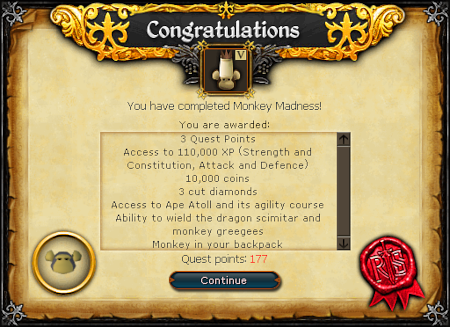 Congratulations
V
You have completed Monkey Madness!
You are awarded:
3 Quest Points
Access to 110,000 XP (Strength and
Constitution, Attack and Defence)
10,000 coins
3 cut diamonds
Access to Ape Atoll and its agility course
Ability to wield the dragon scimitar and
monkey greegees
Monkey in your backpack
Quest points: 177
Continue
RS